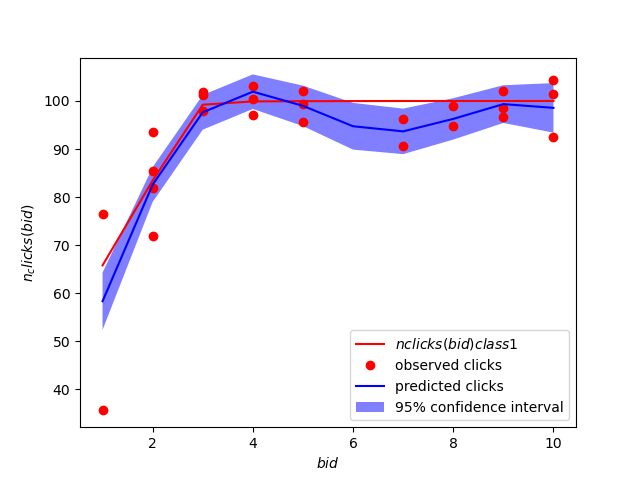 100
90
80
70
60
50
40
n_clicks(bid)
nclicks(bid)class1
observed clicks
predicted clicks
95% confidence interval
2
4
6
8
10
bid